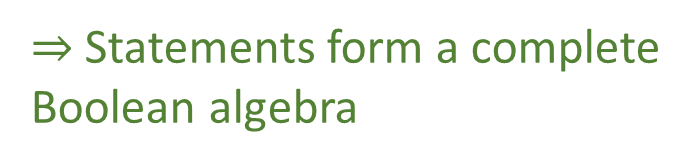 ⇒ Statements form a complete
Boolean algebra